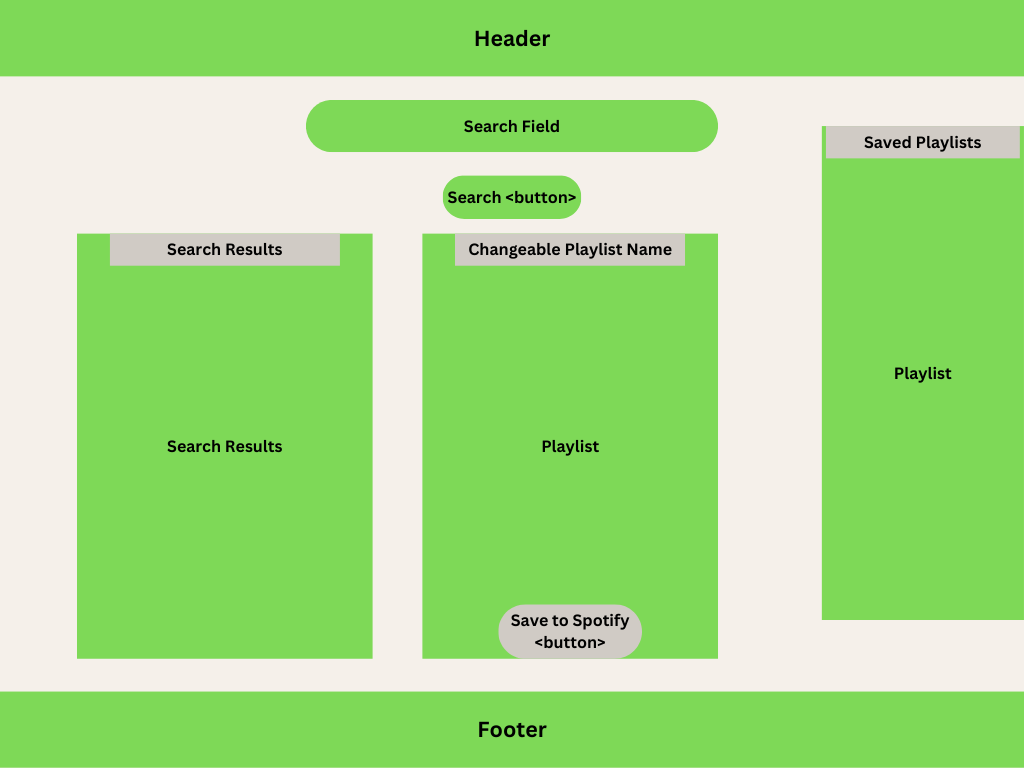 Header
Search Field
Search <button>
Saved Playlists
Search Results
Changeable Playlist Name
Playlist
Search Results
Playlist
Save to Spotify
<button>
Footer